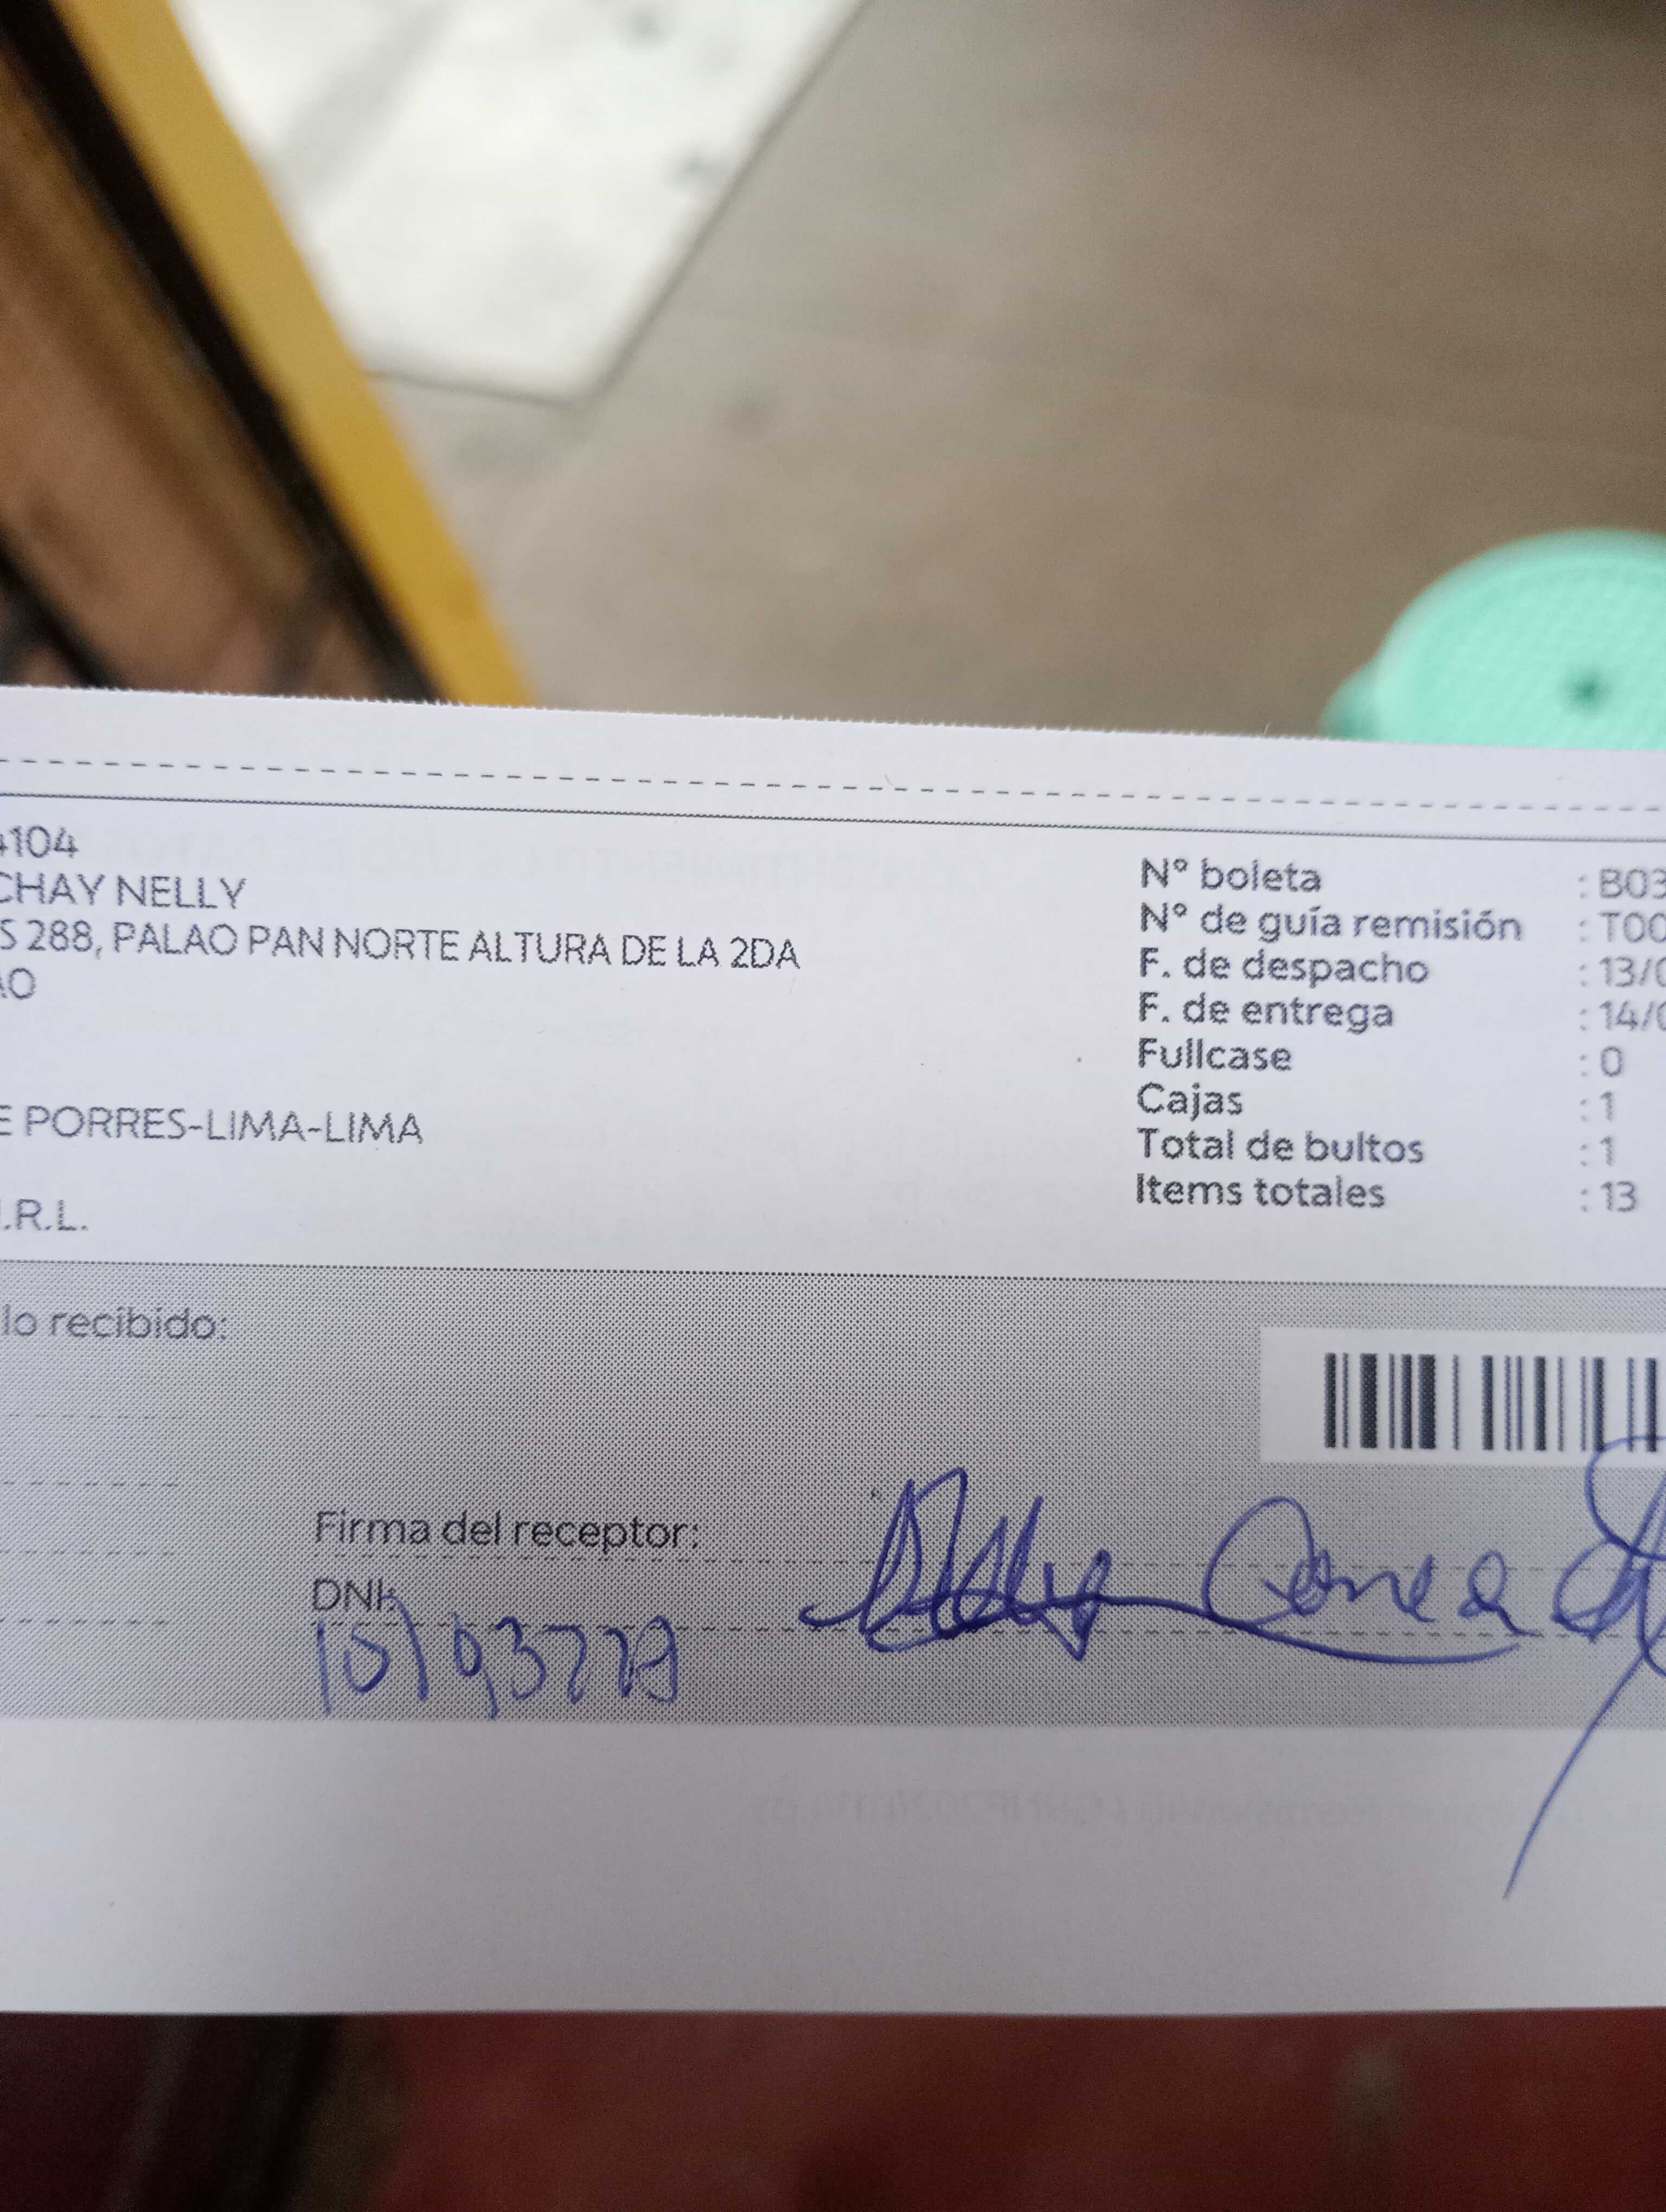 4104
CHAY NELLY
S 288, PALAO PAN NORTE ALTURA DE LA 2DA
AO
E PORRES-LIMA-LIMA
.R.L.
Nº boleta : B03
Nº de guía remisión : T00
F. de despacho : 13/0
F. de entrega : 14/0
Fullcase : 0
Cajas : 1
Total de bultos : 1
Items totales : 13
lo recibido:
Firma del receptor:
DNI: